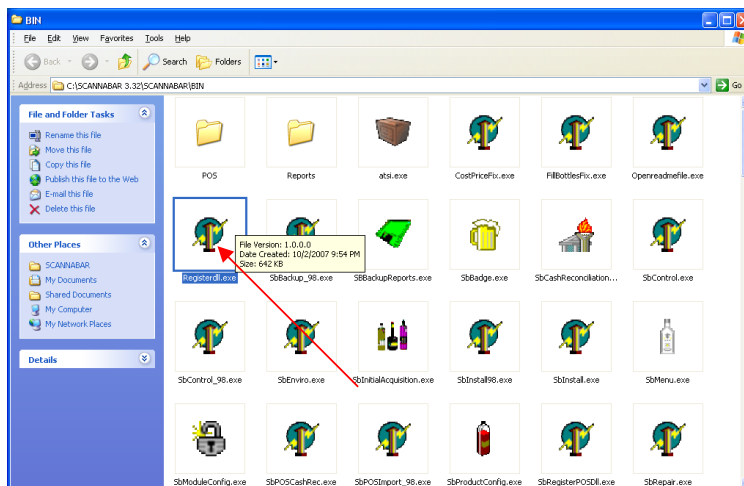 BIN
File Edit View Favorites Tools Help
Back Search Folders
Address C:\SCANNABAR 3.32\SCANNABAR\BIN Go
File and Folder Tasks
Rename this file
Move this file
Copy this file
Publish this file to the Web
E-mail this file
Delete this file
Other Places
SCANNABAR
My Documents
Shared Documents
My Computer
My Network Places
Details
POS Reports atsi.exe CostPriceFix.exe FillBottlesFix.exe Openreadmefile.exe
File Version: 1.0.0.0
Date Created: 10/2/2007 9:54 PM
Size: 642 KB
Registerdll.exe SbBackup_98.exe SBBackupReports.exe SbBadge.exe SbCashReconciliation... SbControl.exe
SbControl_98.exe SbEnviro.exe SbInitialAcquisition.exe SbInstall98.exe SbInstall.exe SbMenu.exe
SbModuleConfig.exe SbPOSCashRec.exe SbPOSImport_98.exe SbProductConfig.exe SbRegisterPOSDll.exe SbRepair.exe